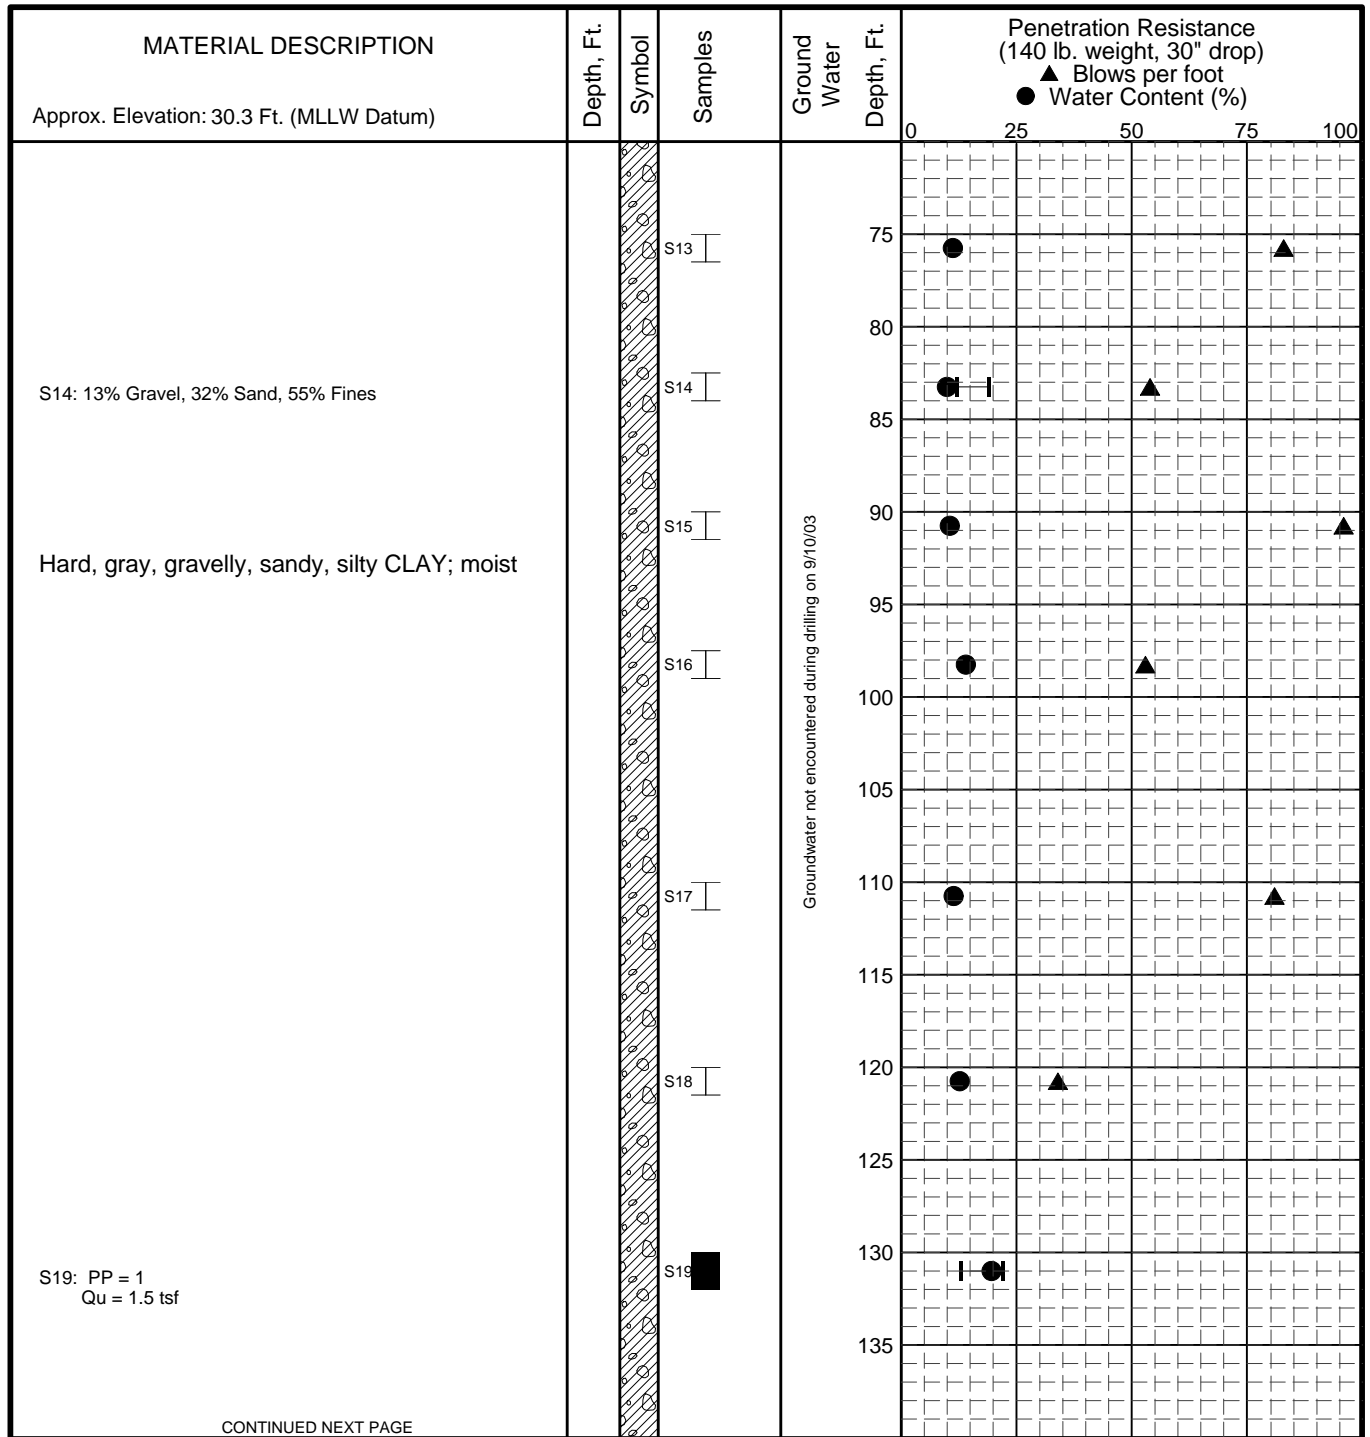 MATERIAL DESCRIPTION
Approx. Elevation: 30.3 Ft. (MLLW Datum)
Depth, Ft.
Symbol
Samples
Ground
Water
Depth, Ft.
Penetration Resistance
(140 lb. weight, 30" drop)
▲ Blows per foot
● Water Content (%)
0 25 50 75 100
S13
75
80
S14: 13% Gravel, 32% Sand, 55% Fines
S14
85
90
S15
Hard, gray, gravelly, sandy, silty CLAY; moist
Groundwater not encountered during drilling on 9/10/03
95
S16
100
105
110
S17
115
120
S18
125
130
S19: PP = 1
Qu = 1.5 tsf
S19
135
CONTINUED NEXT PAGE